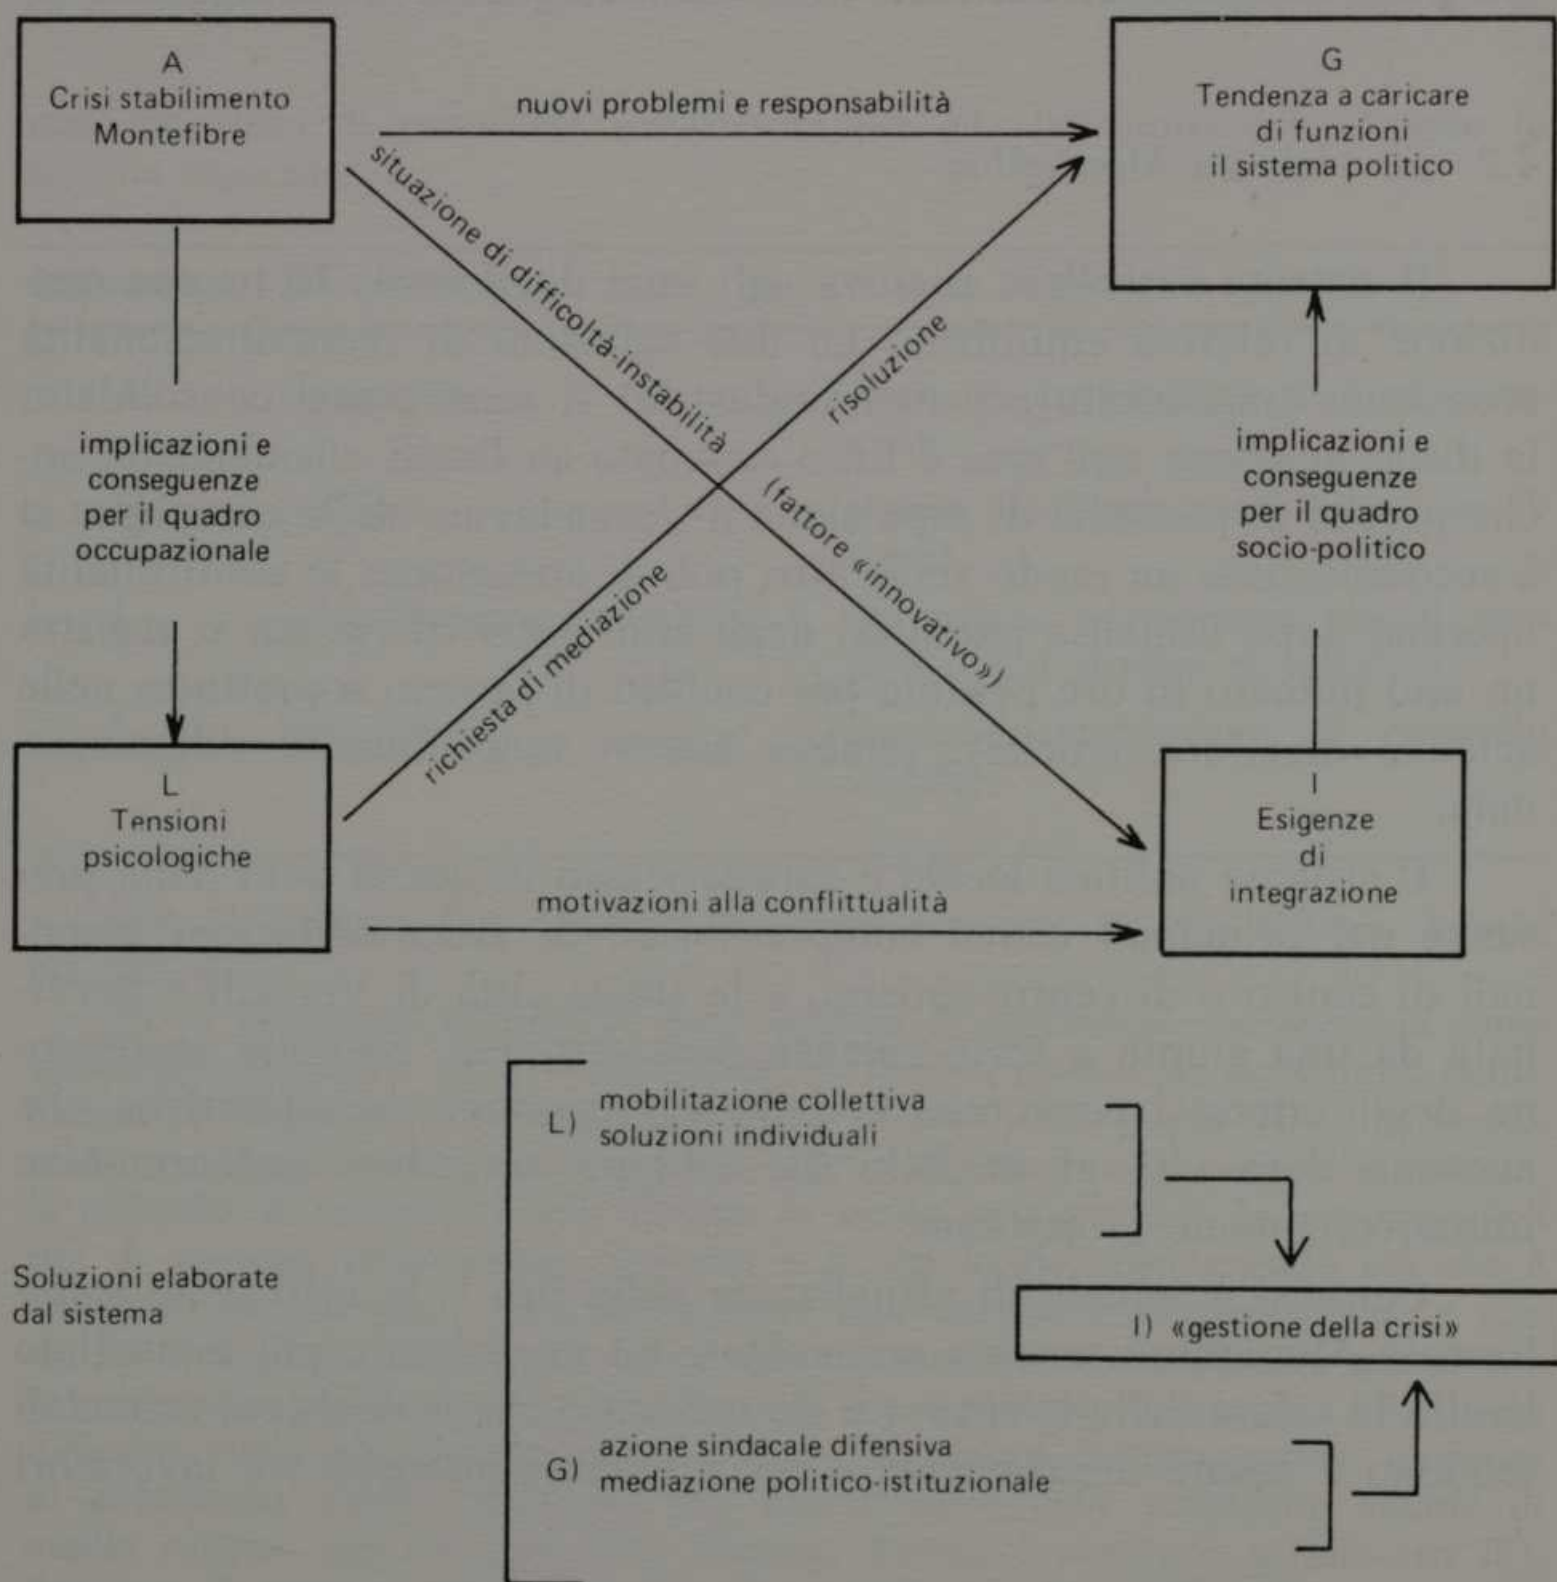 A
Crisi stabilimento
Montefibre
nuovi problemi e responsabilità
G
Tendenza a caricare
di funzioni
il sistema politico
situazione di difficoltà-instabilità
(fattore «innovativo»)
richiesta di mediazione
risoluzione
implicazioni e
conseguenze
per il quadro
occupazionale
implicazioni e
conseguenze
per il quadro
socio-politico
L
Tensioni
psicologiche
motivazioni alla conflittualità
I
Esigenze
di
integrazione
Soluzioni elaborate
dal sistema
L) mobilitazione collettiva
soluzioni individuali
I) «gestione della crisi»
G) azione sindacale difensiva
mediazione politico-istituzionale